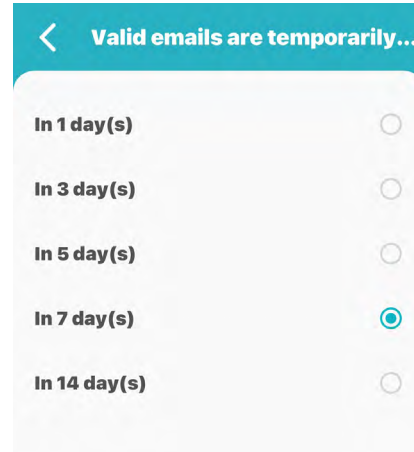 Valid emails are temporarily...
In 1 day(s)
In 3 day(s)
In 5 day(s)
In 7 day(s)
In 14 day(s)